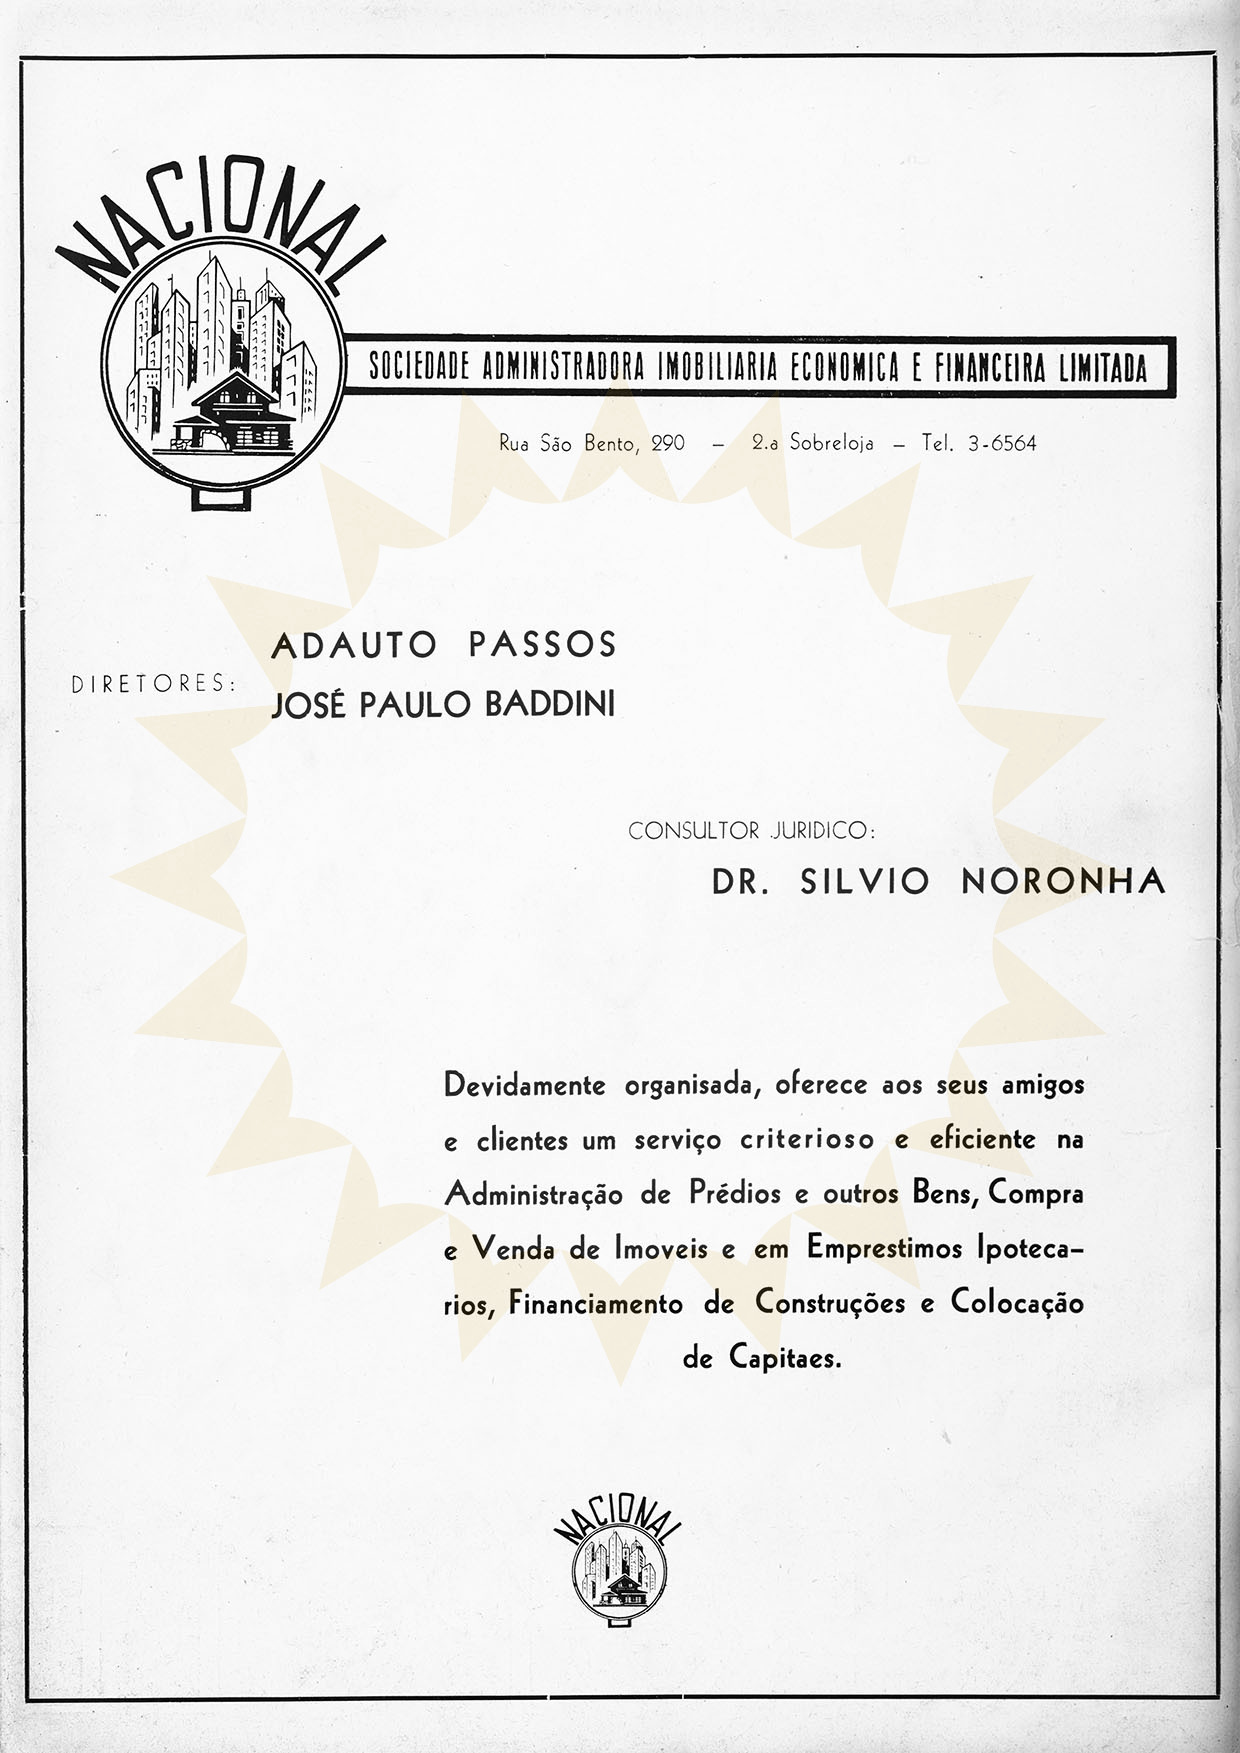 NACIONAL
SOCIEDADE ADMINISTRADORA IMOBILIARIA ECONOMICA E FINANCEIRA LIMITADA
Rua São Bento, 290 – 2.a Sobreloja – Tel. 3-6564
ADAUTO PASSOS
DIRETORES:
JOSÉ PAULO BADDINI
CONSULTOR JURIDICO:
DR. SILVIO NORONHA
Devidamente organisada, oferece aos seus amigos
e clientes um serviço criterioso e eficiente na
Administração de Prédios e outros Bens, Compra
e Venda de Imoveis e em Emprestimos Ipoteca-
rios, Financiamento de Construções e Colocação
de Capitaes.
NACIONAL